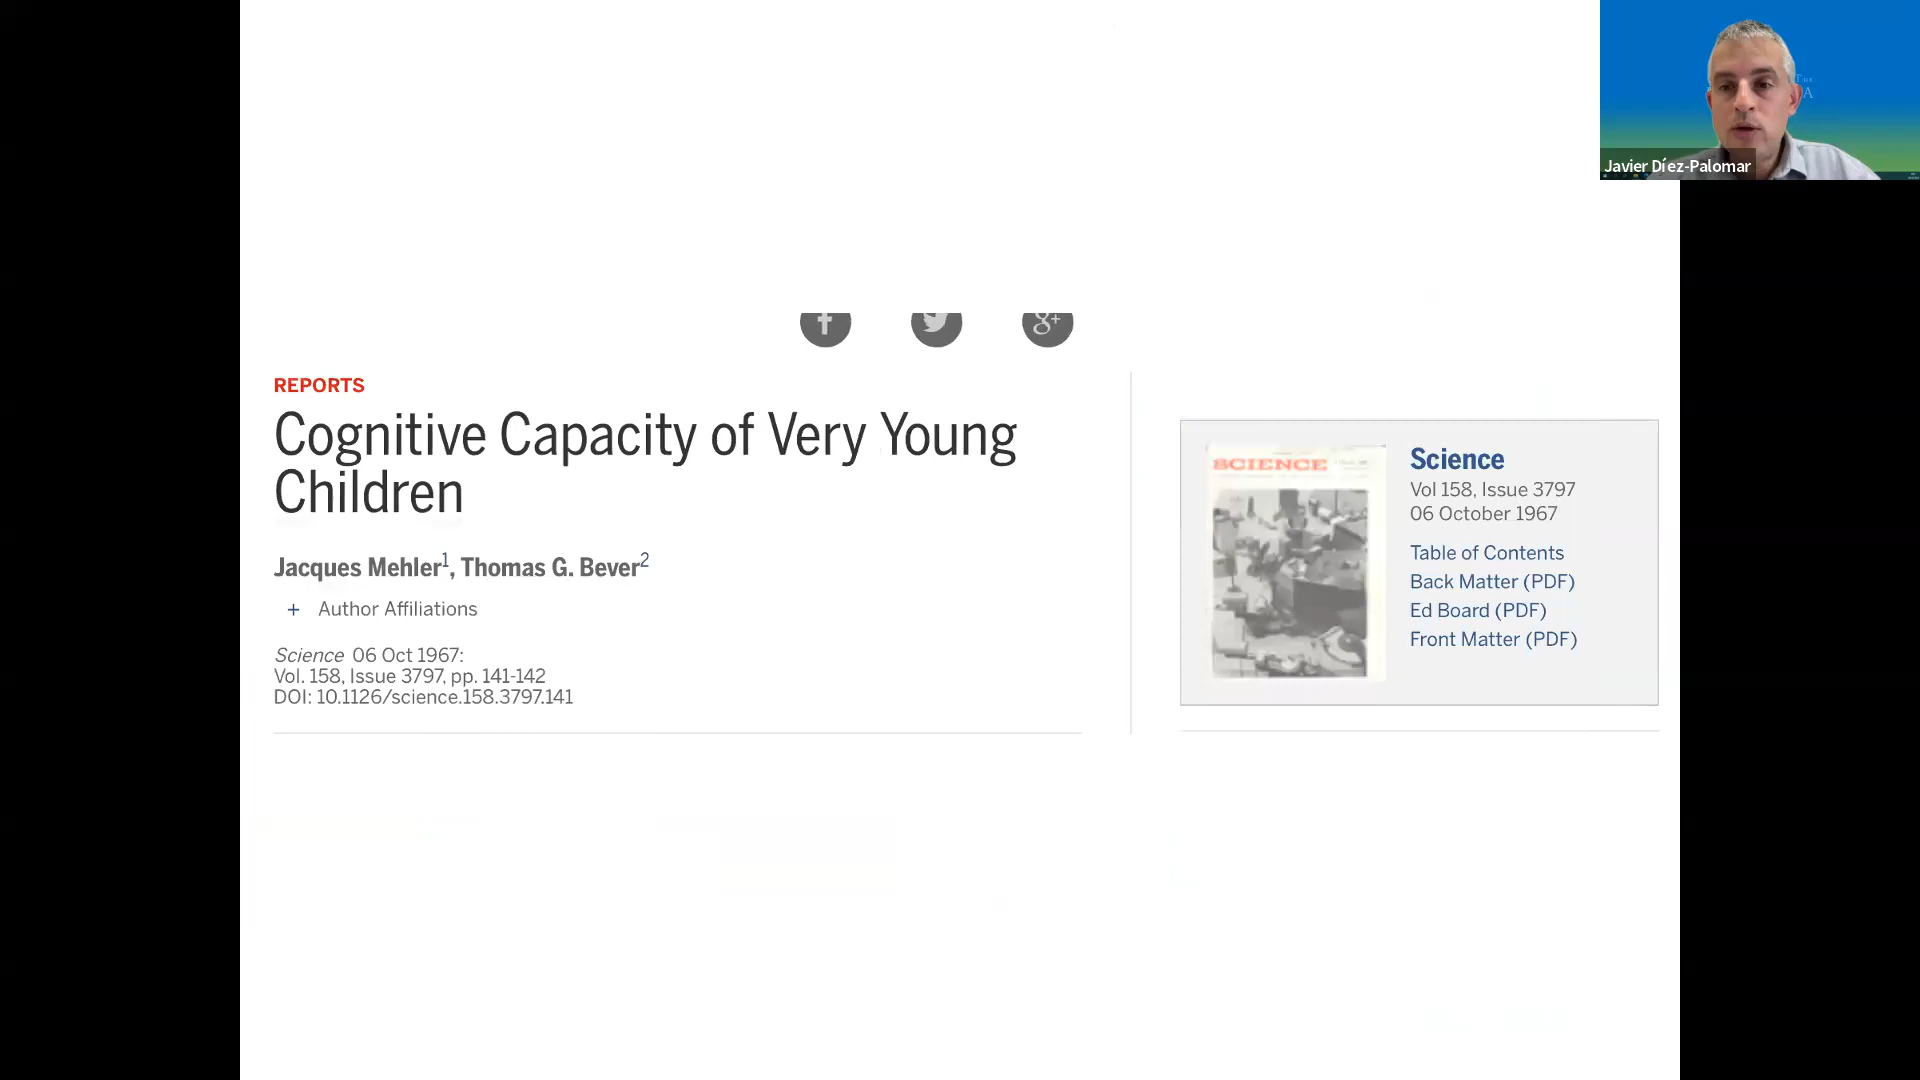 Javier Díez-Palomar
REPORTS
Cognitive Capacity of Very Young
Children
Jacques Mehler1, Thomas G. Bever2
+ Author Affiliations
Science 06 Oct 1967:
Vol. 158, Issue 3797, pp. 141-142
DOI: 10.1126/science.158.3797.141
SCIENCE
Science
Vol 158, Issue 3797
06 October 1967
Table of Contents
Back Matter (PDF)
Ed Board (PDF)
Front Matter (PDF)